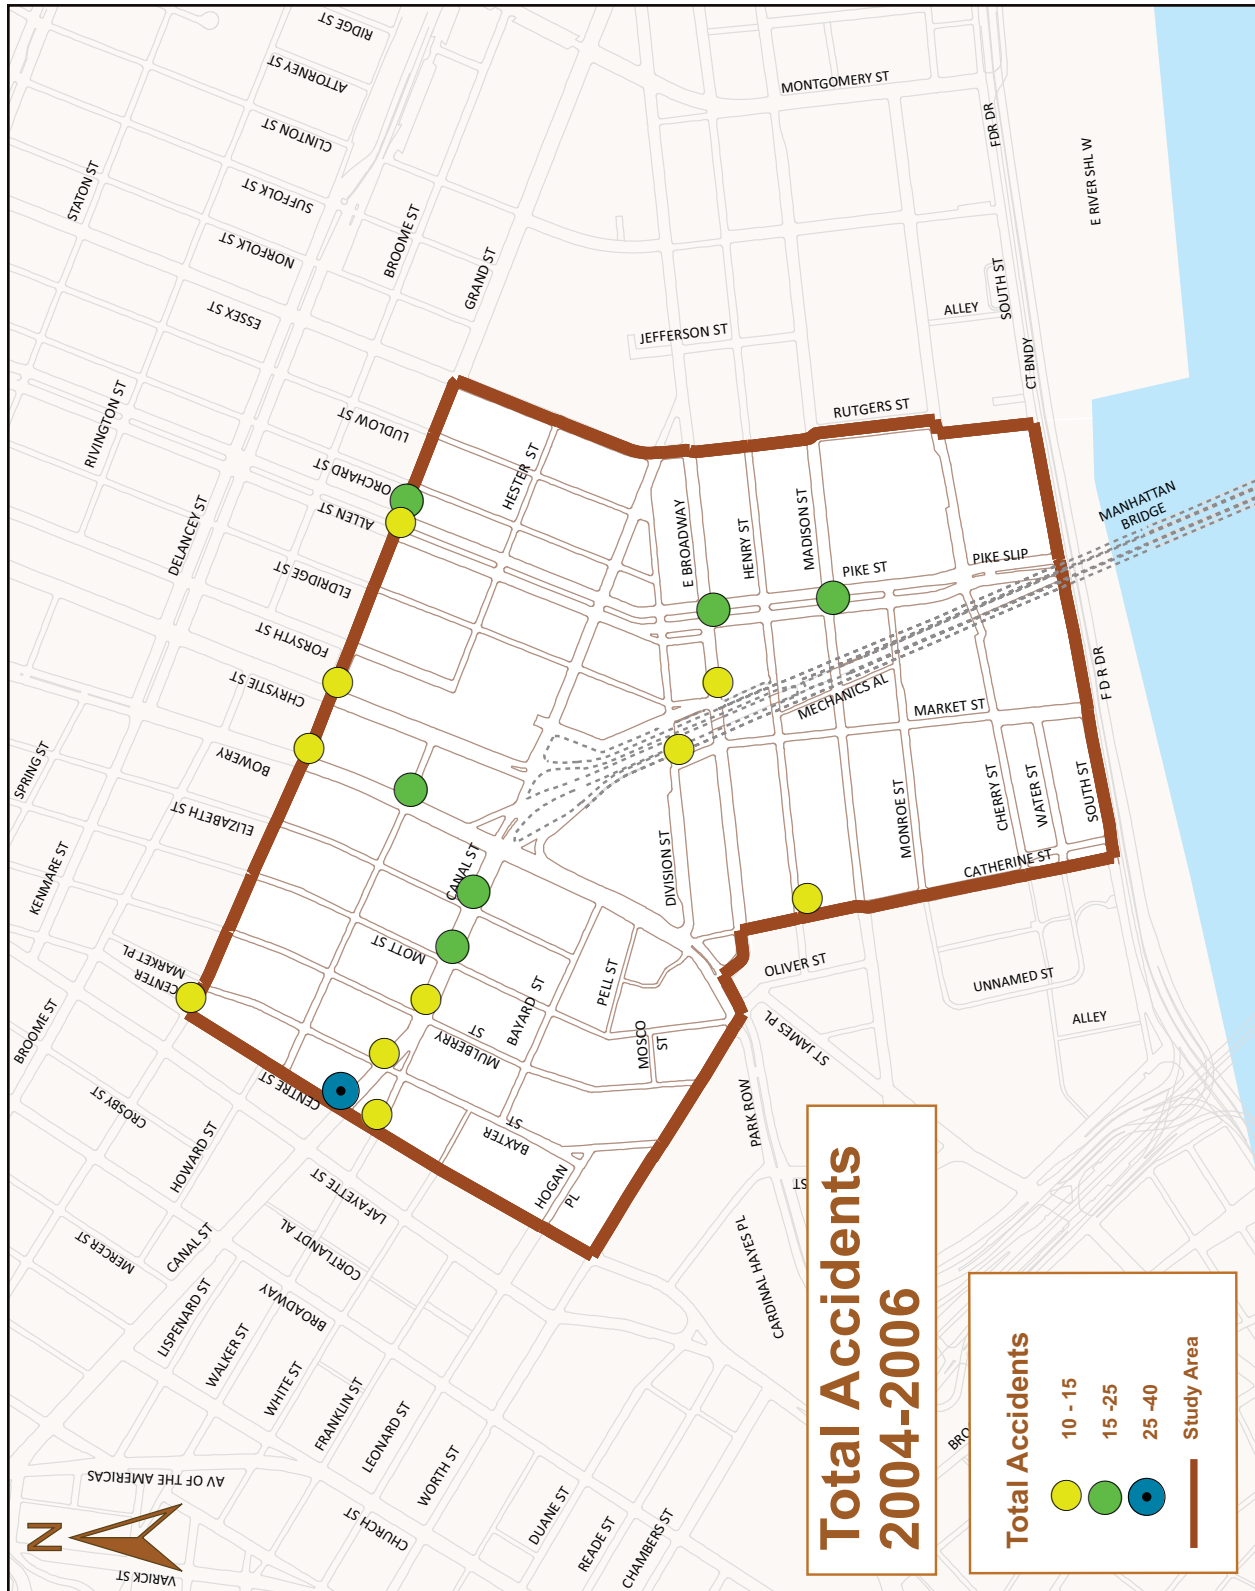 RIDGE ST
ATTORNEY ST
CLINTON ST
SUFFOLK ST
NORFOLK ST
ESSEX ST
STATON ST
BROOME ST
GRAND ST
MONTGOMERY ST
FDR DR
E RIVER SHL W
SOUTH ST
ALLEY
JEFFERSON ST
CT BNDY
RUTGERS ST
RIVINGTON ST
LUDLOW ST
ORCHARD ST
ALLEN ST
DELANCEY ST
ELDRIDGE ST
FORSYTH ST
CHRYSTIE ST
BOWERY
ELIZABETH ST
SPRING ST
KENMARE ST
HESTER ST
E BROADWAY
HENRY ST
MADISON ST
PIKE ST
PIKE SLIP
MANHATTAN
BRIDGE
MECHANICS AL
MARKET ST
F D R DR
MONROE ST
CHERRY ST
WATER ST
SOUTH ST
CATHERINE ST
DIVISION ST
CANAL ST
MOTT ST
BAYARD ST
PELL ST
MOSCO
ST
MULBERRY
ST
BAXTER
ST
HOGAN
PL
CENTER
MARKET PL
BROOME ST
CENTRE ST
CROSBY ST
HOWARD ST
LAFAYETTE ST
CORTLANDT AL
MERCER ST
CANAL ST
LISPENARD ST
BROADWAY
WALKER ST
WHITE ST
FRANKLIN ST
LEONARD ST
WORTH ST
AV OF THE AMERICAS
CHURCH ST
VARICK ST
DUANE ST
READE ST
CHAMBERS ST
OLIVER ST
UNNAMED ST
ALLEY
ST JAMES PL
PARK ROW
ST
CARDINAL HAYES PL
BRO
N
Total Accidents
2004-2006
Total Accidents
10 - 15
15 -25
25 -40
Study Area